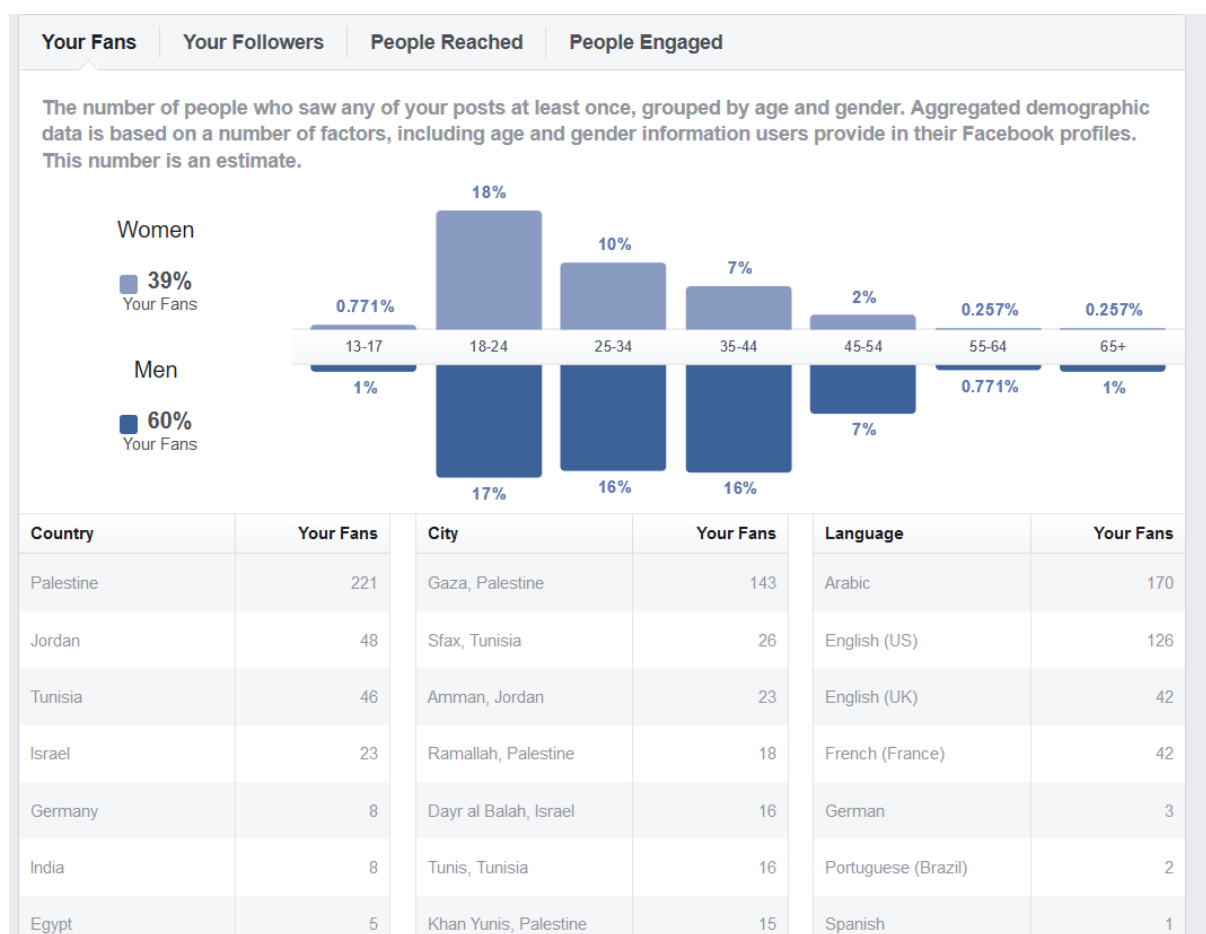 Your Fans Your Followers People Reached People Engaged
The number of people who saw any of your posts at least once, grouped by age and gender. Aggregated demographic
data is based on a number of factors, including age and gender information users provide in their Facebook profiles.
This number is an estimate.
Women
39%
Your Fans
0.771% 18% 10% 7% 2% 0.257% 0.257%
13-17 18-24 25-34 35-44 45-54 55-64 65+
Men
60%
Your Fans
1% 17% 16% 16% 7% 0.771% 1%
Country Your Fans City Your Fans Language Your Fans
Palestine 221 Gaza, Palestine 143 Arabic 170
Jordan 48 Sfax, Tunisia 26 English (US) 126
Tunisia 46 Amman, Jordan 23 English (UK) 42
Israel 23 Ramallah, Palestine 18 French (France) 42
Germany 8 Dayr al Balah, Israel 16 German 3
India 8 Tunis, Tunisia 16 Portuguese (Brazil) 2
Egypt 5 Khan Yunis, Palestine 15 Spanish 1